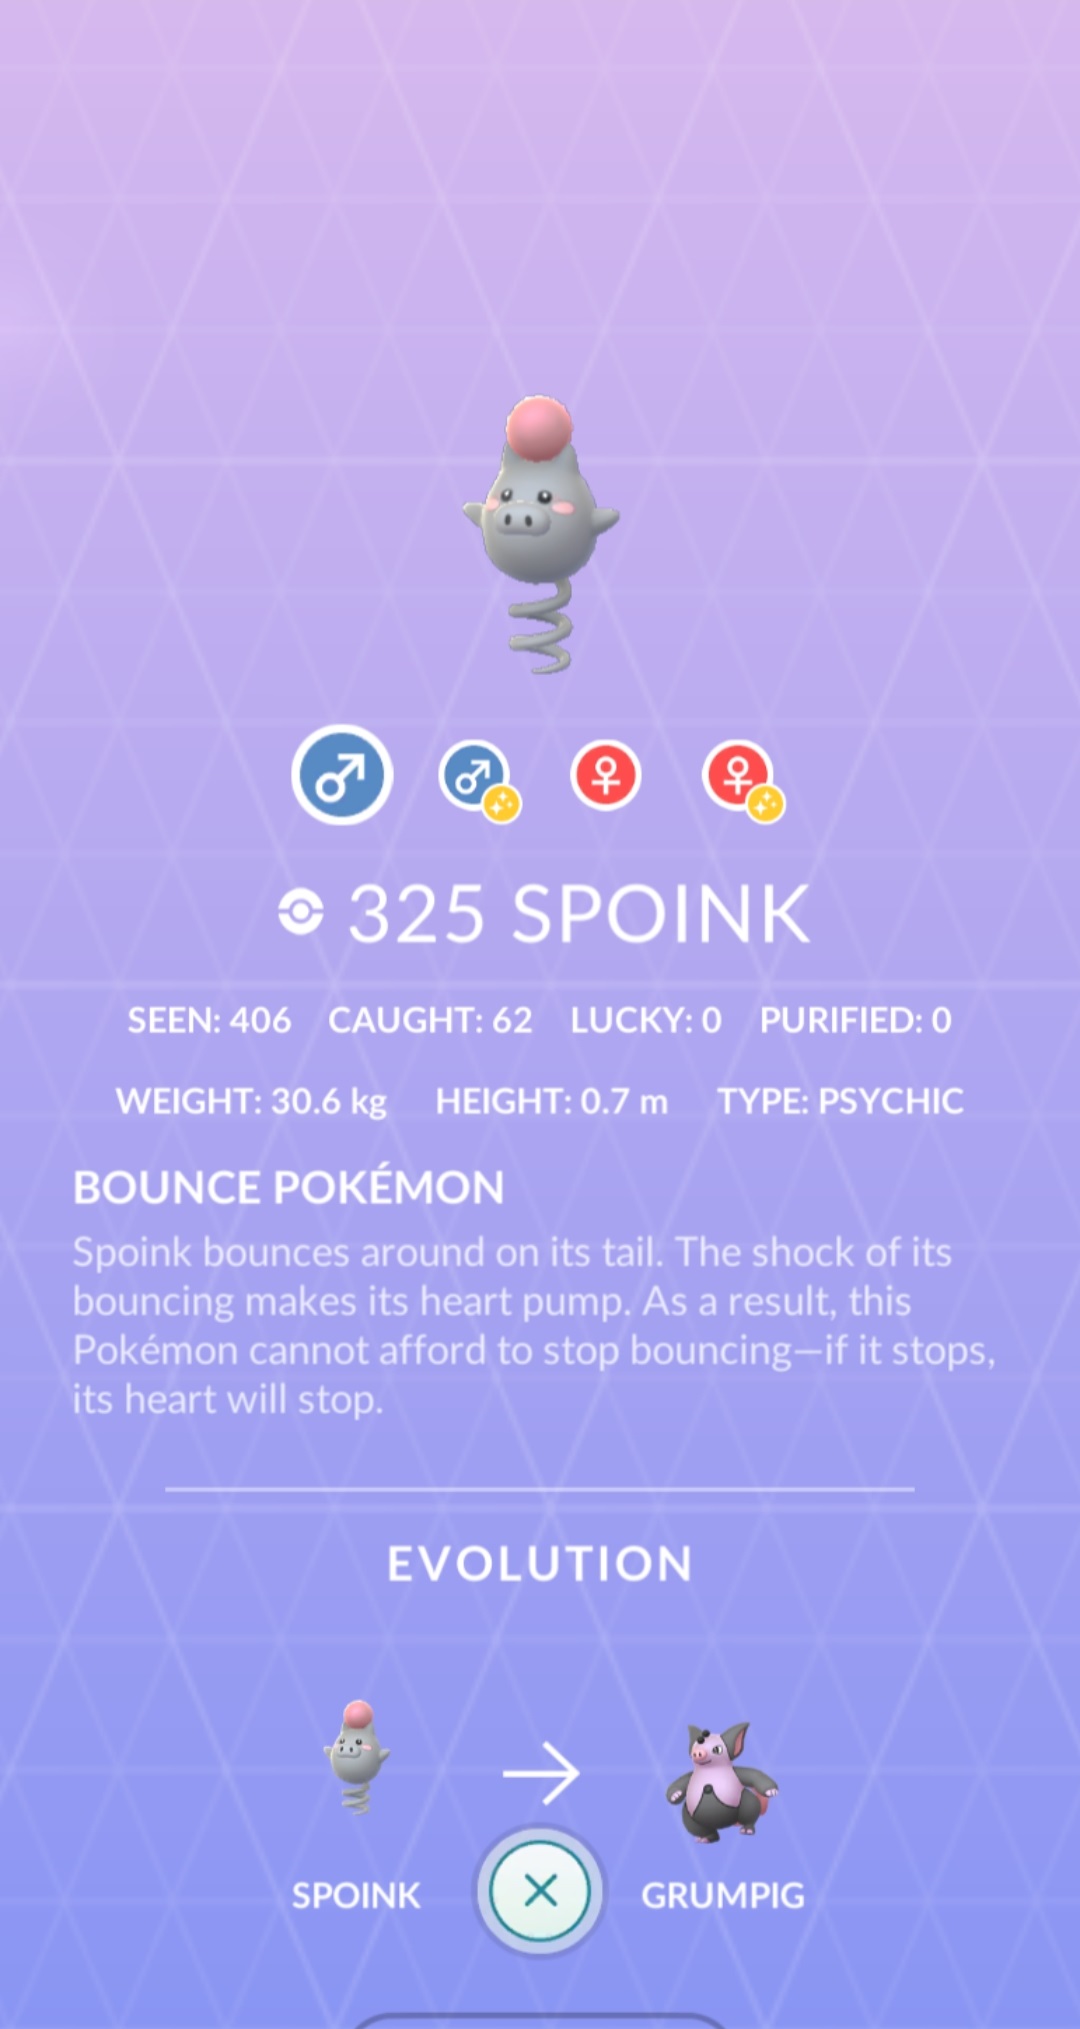 325 SPOINK
SEEN: 406 CAUGHT: 62 LUCKY: 0 PURIFIED: 0
WEIGHT: 30.6 kg HEIGHT: 0.7 m TYPE: PSYCHIC
BOUNCE POKÉMON
Spoink bounces around on its tail. The shock of its
bouncing makes its heart pump. As a result, this
Pokémon cannot afford to stop bouncing—if it stops,
its heart will stop.
EVOLUTION
SPOINK GRUMPIG